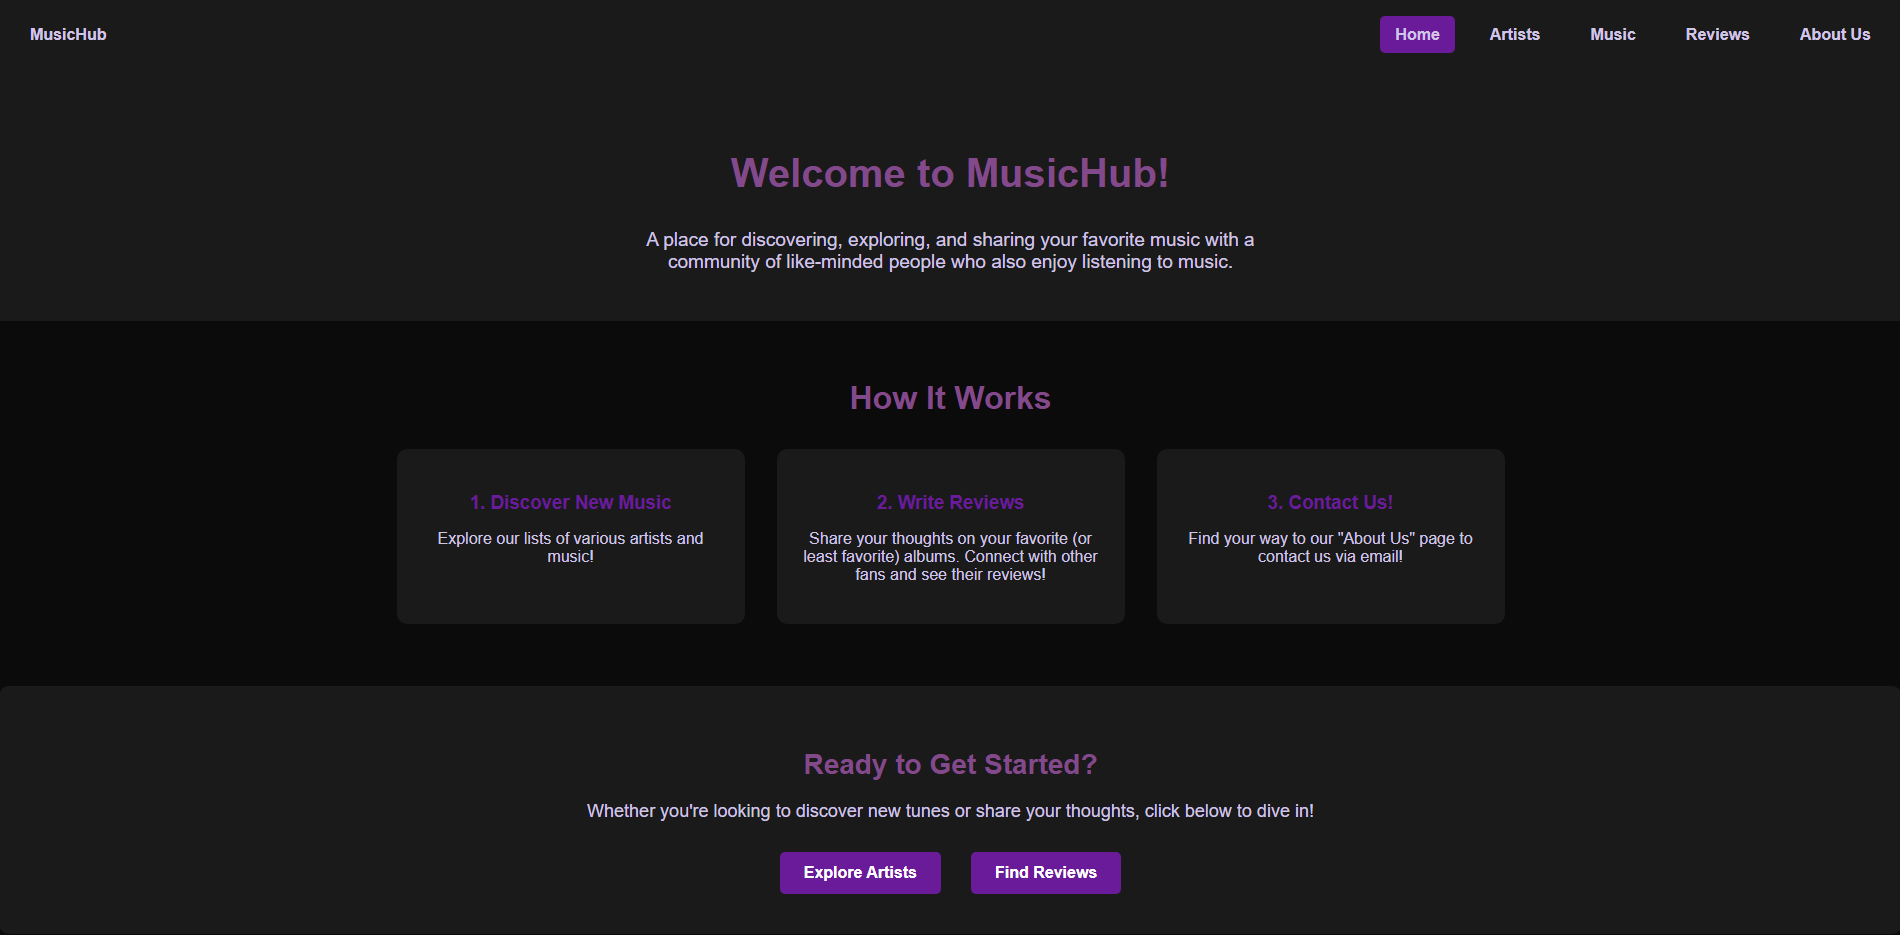 MusicHub
Home
Artists
Music
Reviews
About Us
Welcome to MusicHub!
A place for discovering, exploring, and sharing your favorite music with a
community of like-minded people who also enjoy listening to music.
How It Works
1. Discover New Music
Explore our lists of various artists and
music!
2. Write Reviews
Share your thoughts on your favorite (or
least favorite) albums. Connect with other
fans and see their reviews!
3. Contact Us!
Find your way to our "About Us" page to
contact us via email!
Ready to Get Started?
Whether you're looking to discover new tunes or share your thoughts, click below to dive in!
Explore Artists
Find Reviews